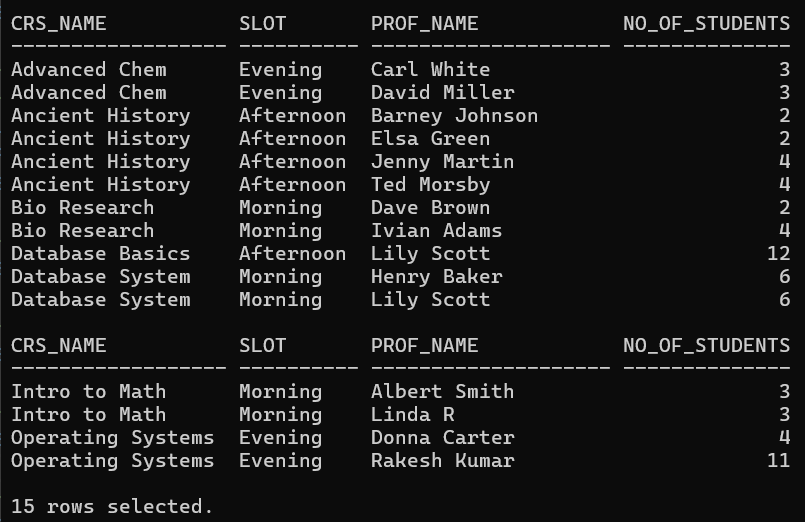 CRS_NAME           SLOT       PROF_NAME            NO_OF_STUDENTS
------------------ ---------- -------------------- --------------
Advanced Chem      Evening    Carl White                        3
Advanced Chem      Evening    David Miller                      3
Ancient History    Afternoon  Barney Johnson                    2
Ancient History    Afternoon  Elsa Green                        2
Ancient History    Afternoon  Jenny Martin                      4
Ancient History    Afternoon  Ted Morsby                        4
Bio Research       Morning    Dave Brown                        2
Bio Research       Morning    Ivian Adams                       4
Database Basics    Afternoon  Lily Scott                       12
Database System    Morning    Henry Baker                       6
Database System    Morning    Lily Scott                        6

CRS_NAME           SLOT       PROF_NAME            NO_OF_STUDENTS
------------------ ---------- -------------------- --------------
Intro to Math      Morning    Albert Smith                      3
Intro to Math      Morning    Linda R                           3
Operating Systems  Evening    Donna Carter                      4
Operating Systems  Evening    Rakesh Kumar                     11

15 rows selected.